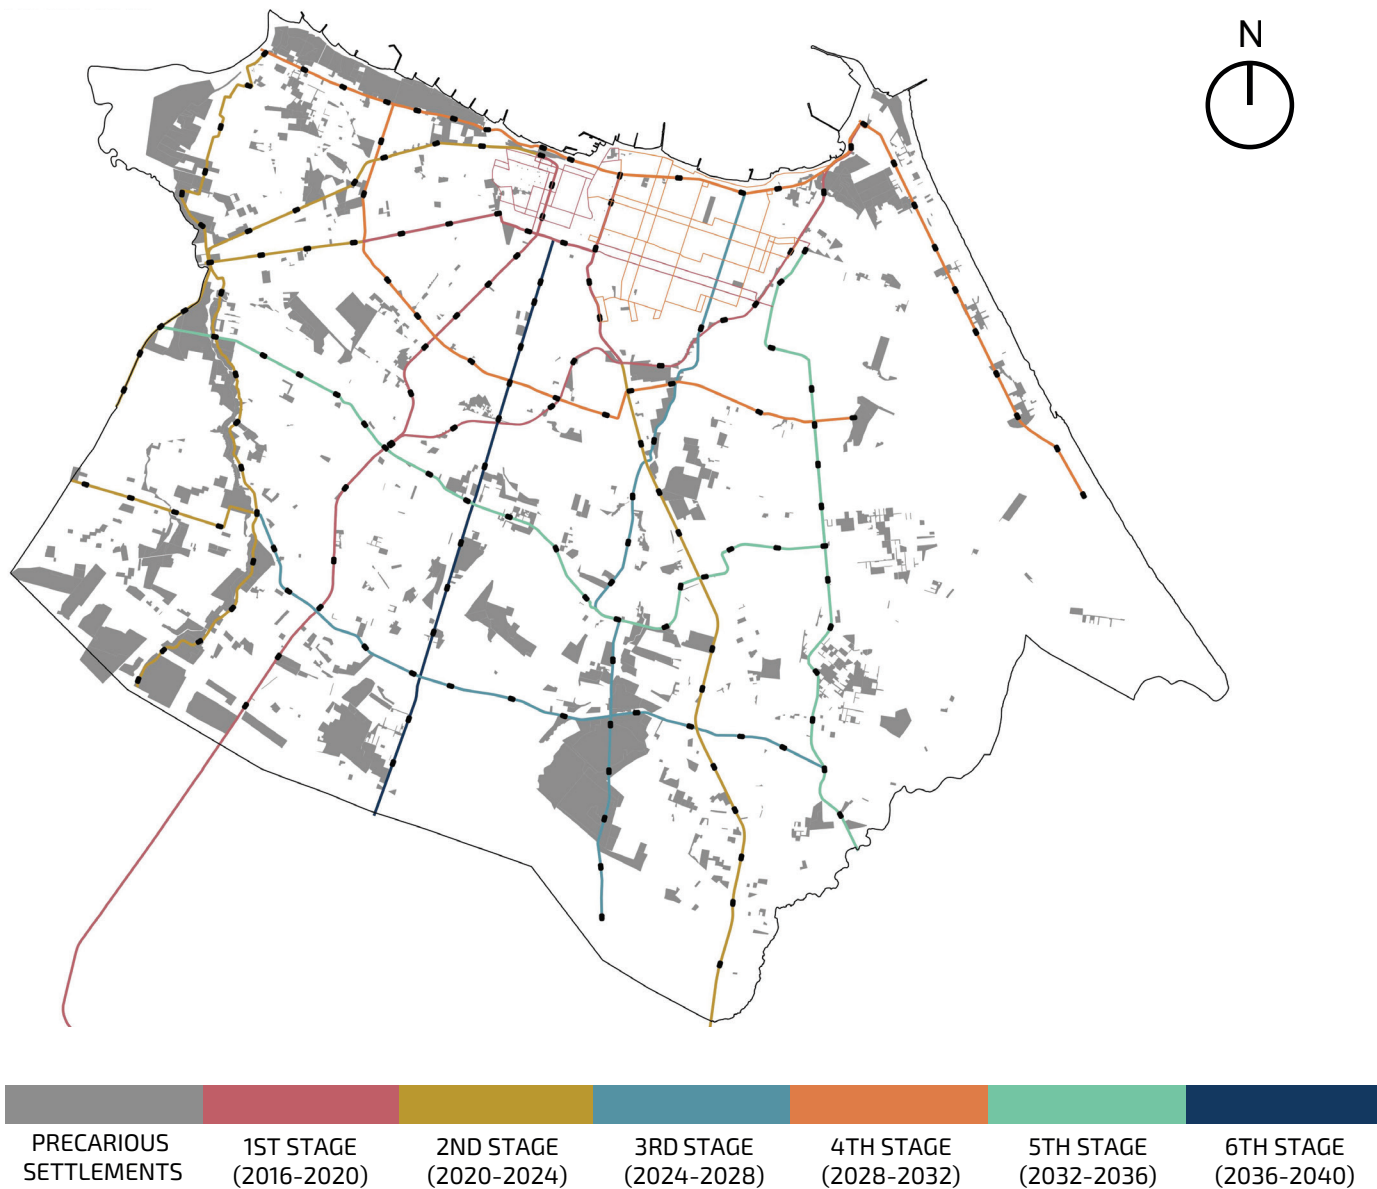 N
PRECARIOUS
SETTLEMENTS
1ST STAGE
(2016-2020)
2ND STAGE
(2020-2024)
3RD STAGE
(2024-2028)
4TH STAGE
(2028-2032)
5TH STAGE
(2032-2036)
6TH STAGE
(2036-2040)